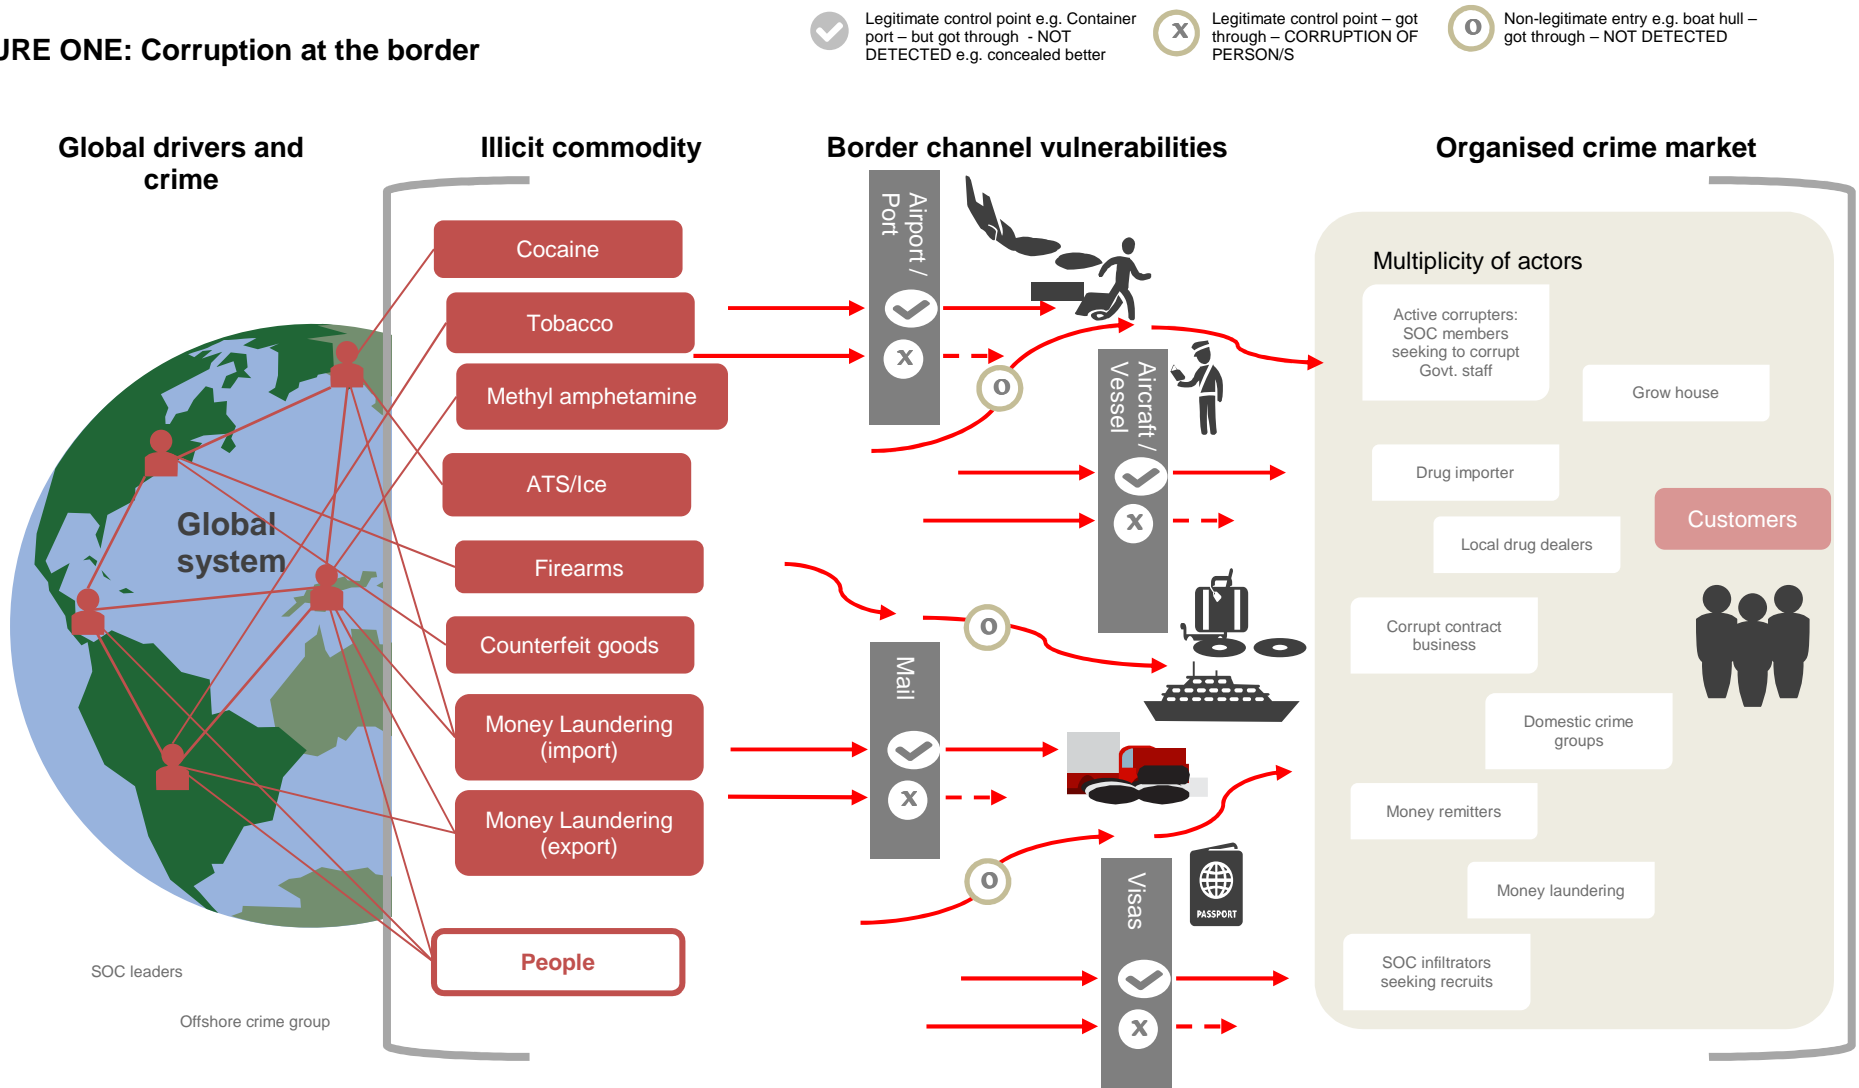 URE ONE: Corruption at the border
Legitimate control point e.g. Container
port – but got through - NOT
DETECTED e.g. concealed better
x
Legitimate control point – got
through – CORRUPTION OF
PERSON/S
o
Non-legitimate entry e.g. boat hull –
got through – NOT DETECTED
Global drivers and
crime
Illicit commodity
Border channel vulnerabilities
Organised crime market
Global
system
SOC leaders
Offshore crime group
Cocaine
Tobacco
Methyl amphetamine
ATS/Ice
Firearms
Counterfeit goods
Money Laundering
(import)
Money Laundering
(export)
People
Airport /
Port
x
o
Aircraft /
Vessel
x
o
Mail
x
o
Visas
x
PASSPORT
Multiplicity of actors
Active corrupters:
SOC members
seeking to corrupt
Govt. staff
Grow house
Drug importer
Customers
Local drug dealers
Corrupt contract
business
Domestic crime
groups
Money remitters
Money laundering
SOC infiltrators
seeking recruits